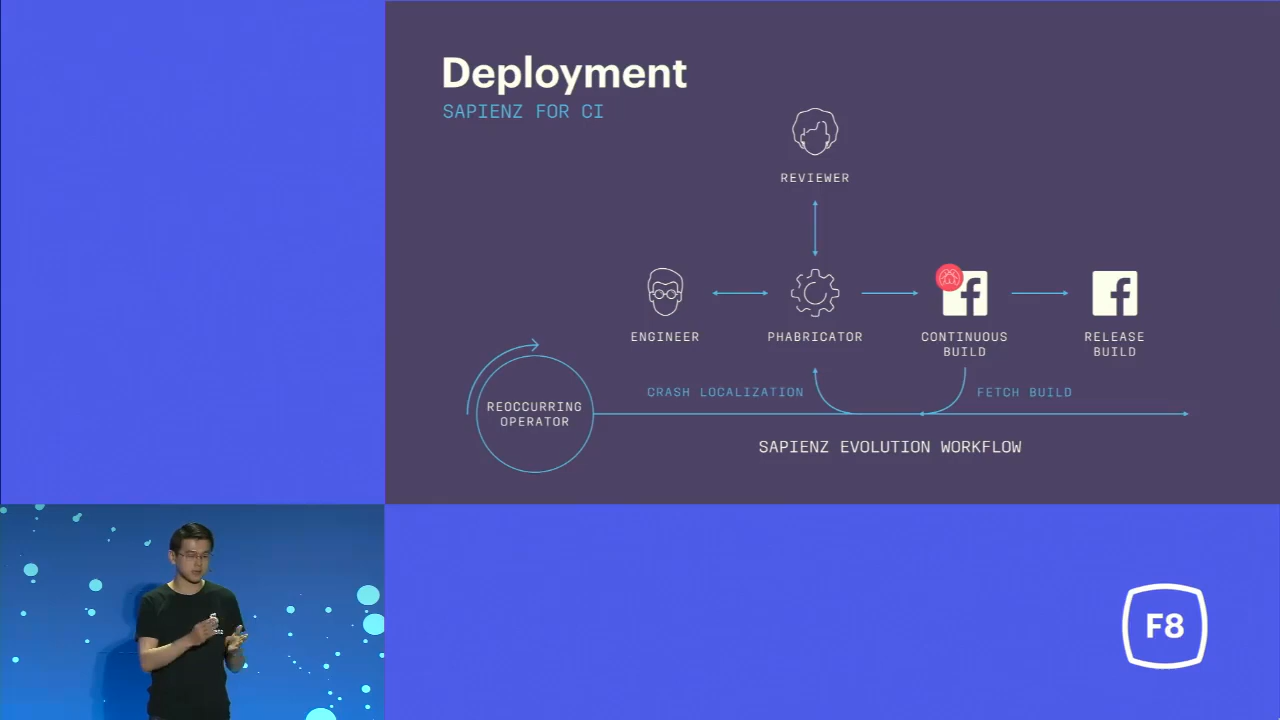 Deployment
SAPIENZ FOR CI
REVIEWER
ENGINEER
PHABRICATOR
CONTINUOUS
BUILD
RELEASE
BUILD
CRASH LOCALIZATION
FETCH BUILD
REOCCURRING
OPERATOR
SAPIENZ EVOLUTION WORKFLOW
F8